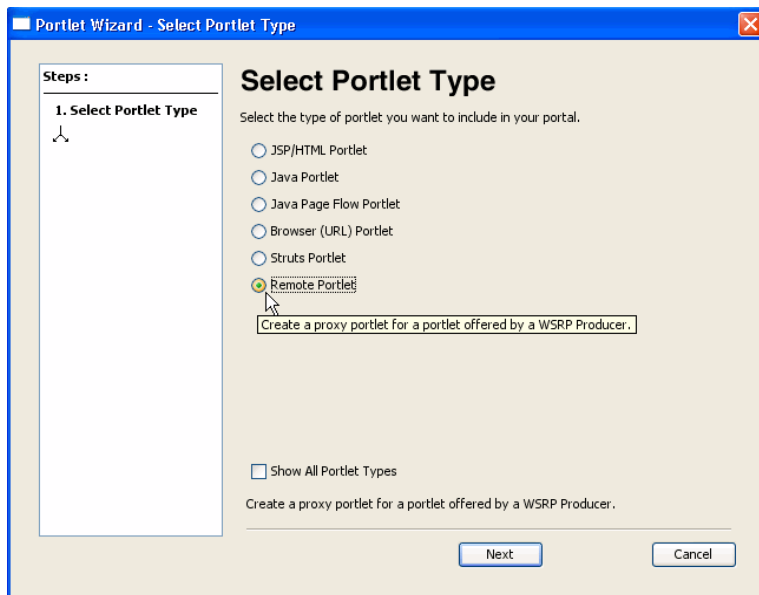 Portlet Wizard - Select Portlet Type
Steps :
1. Select Portlet Type
Select Portlet Type
Select the type of portlet you want to include in your portal.
JSP/HTML Portlet
Java Portlet
Java Page Flow Portlet
Browser (URL) Portlet
Struts Portlet
Remote Portlet
Create a proxy portlet for a portlet offered by a WSRP Producer.
Show All Portlet Types
Create a proxy portlet for a portlet offered by a WSRP Producer.
Next
Cancel